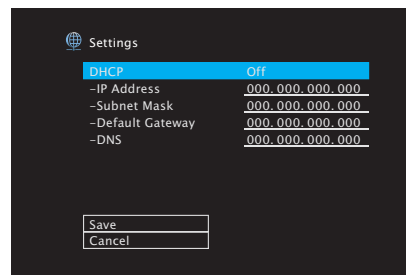 Settings
DHCP Off
-IP Address 000.000.000.000
-Subnet Mask 000.000.000.000
-Default Gateway 000.000.000.000
-DNS 000.000.000.000
Save
Cancel